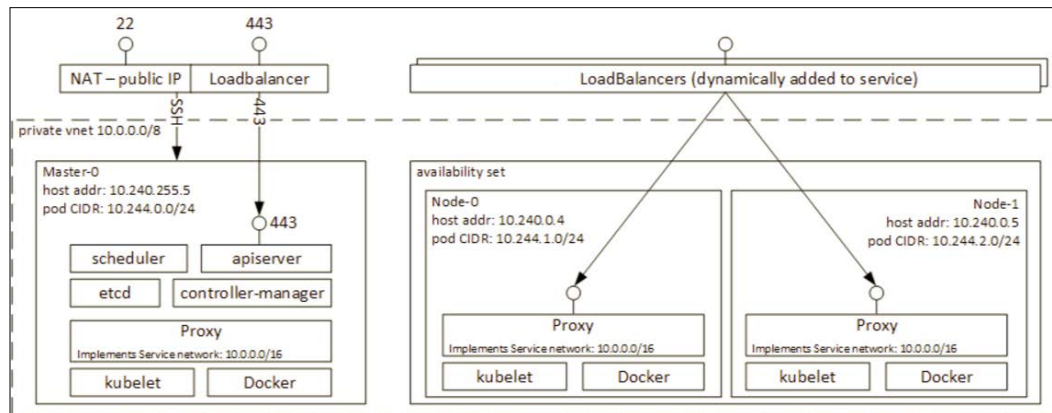 22
443
NAT – public IP
Loadbalancer
LoadBalancers (dynamically added to service)
SSH
443
private vnet 10.0.0.0/8
Master-0
host addr: 10.240.255.5
pod CIDR: 10.244.0.0/24
443
scheduler
apiserver
etcd
controller-manager
Proxy
Implements Service network: 10.0.0.0/16
kubelet
Docker
availability set
Node-0
host addr: 10.240.0.4
pod CIDR: 10.244.1.0/24
Proxy
Implements Service network: 10.0.0.0/16
kubelet
Docker
Node-1
host addr: 10.240.0.5
pod CIDR: 10.244.2.0/24
Proxy
Implements Service network: 10.0.0.0/16
kubelet
Docker